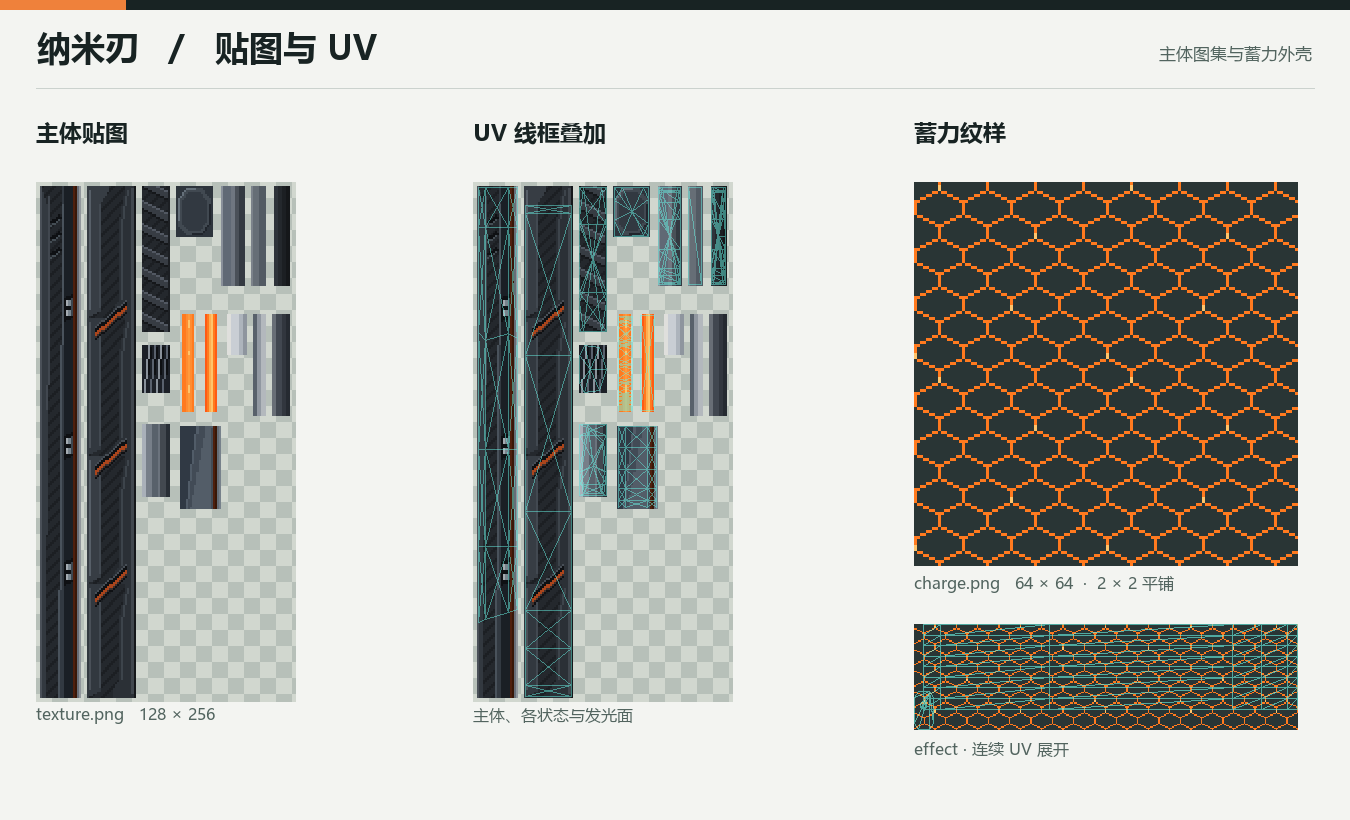 纳米刃 / 贴图与 UV
主体图集与蓄力外壳
主体贴图
UV 线框叠加
蓄力纹样
texture.png 128 × 256
主体、各状态与发光面
charge.png 64 × 64 · 2 × 2 平铺
effect · 连续 UV 展开